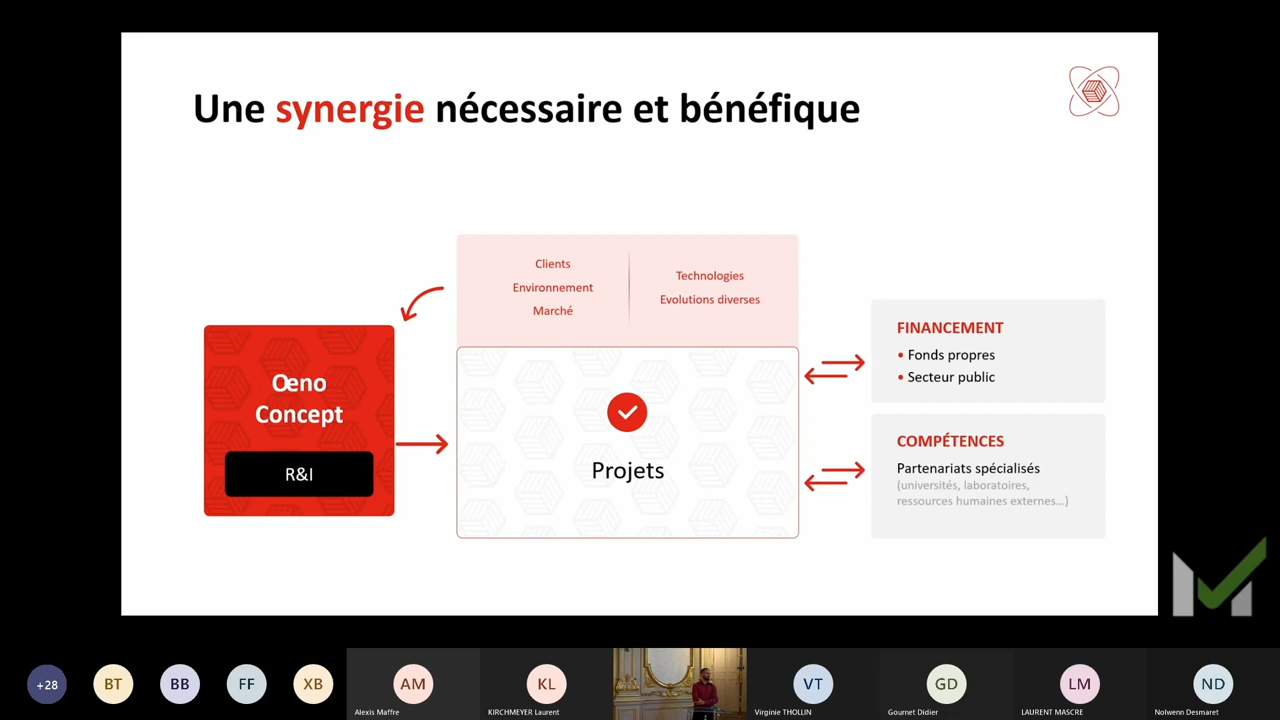 Une synergie nécessaire et bénéfique
Clients
Environnement
Marché
Technologies
Evolutions diverses
Œno
Concept
R&I
Projets
FINANCEMENT
• Fonds propres
• Secteur public
COMPÉTENCES
Partenariats spécialisés
(universités, laboratoires,
ressources humaines externes...)
+28
BT
BB
FF
XB
AM
Alexis Maffre
KL
KIRCHMEYER Laurent
VT
Virginie THOLLIN
GD
Gournet Didier
LM
LAURENT MASCRE
ND
Nolwenn Desmaret